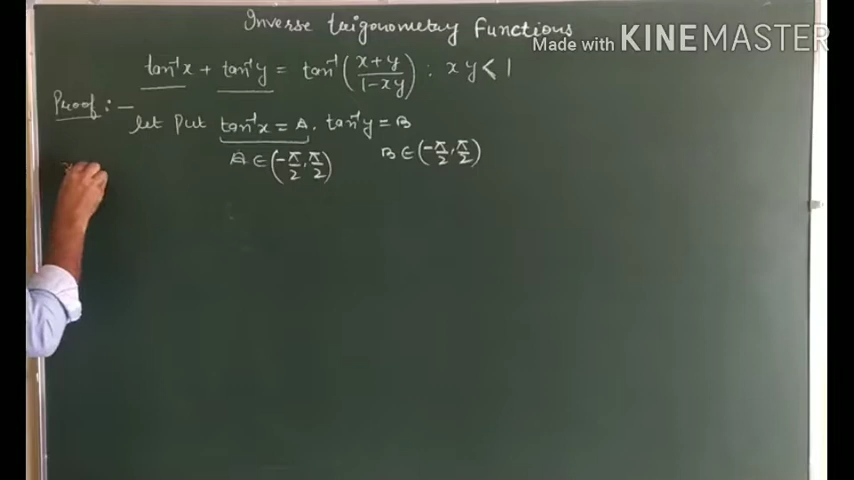 Inverse trigonometry Functions
Made with KINEMASTER
tan⁻¹x + tan⁻¹y = tan⁻¹(x+y/1-xy) : xy < 1
Proof :-
let Put tan⁻¹x = A, tan⁻¹y = B
A ∈ (-π/2, π/2) B ∈ (-π/2, π/2)